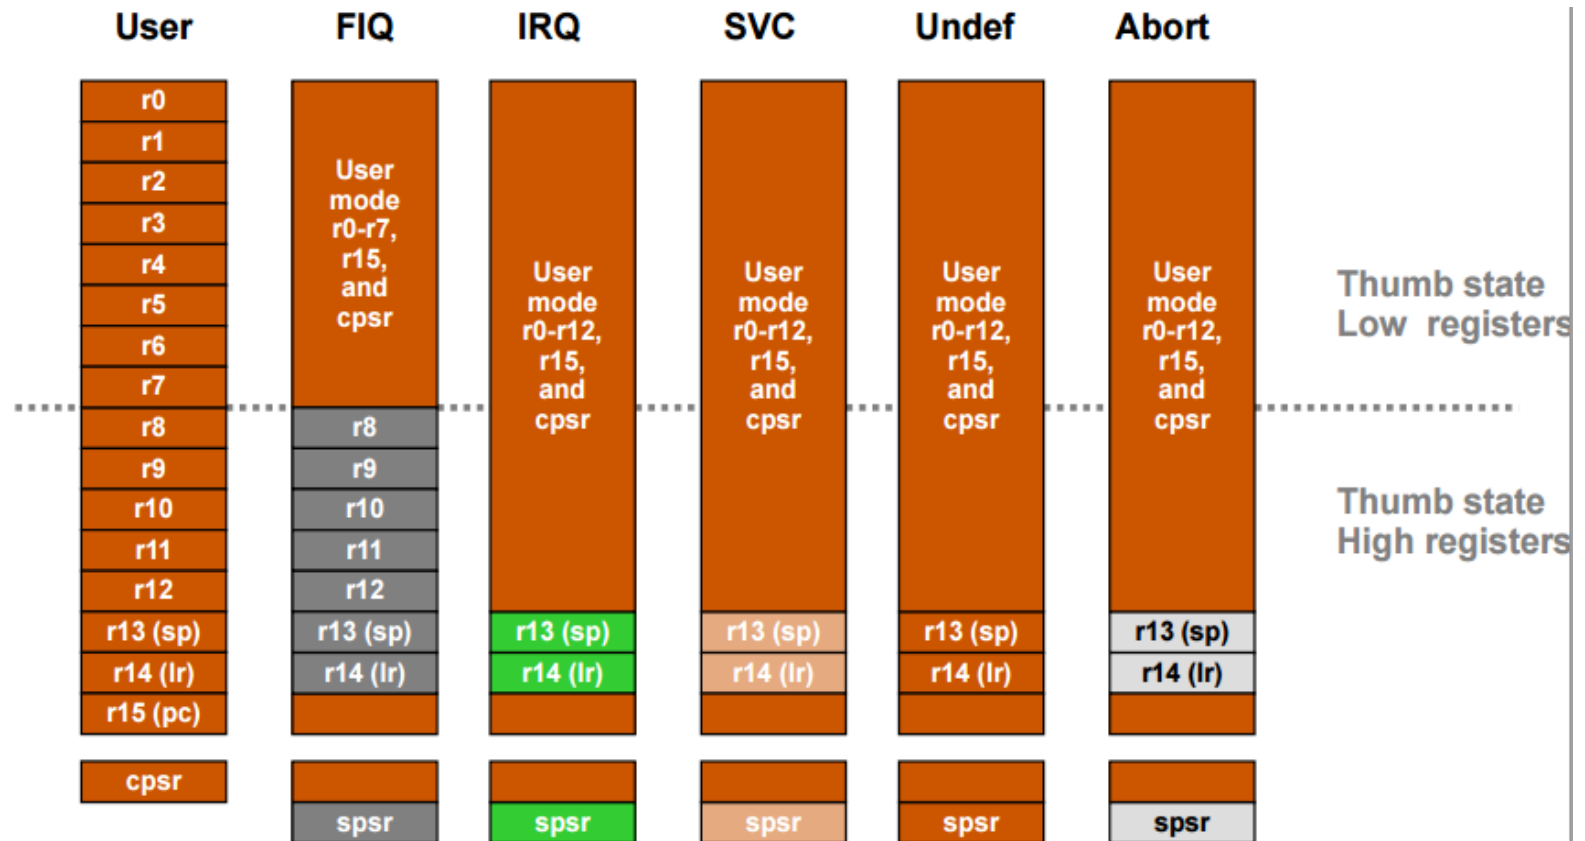 User
FIQ
IRQ
SVC
Undef
Abort
r0
r1
r2
r3
r4
r5
r6
r7
r8
r9
r10
r11
r12
r13 (sp)
r14 (lr)
r15 (pc)
cpsr
User
mode
r0-r7,
r15,
and
cpsr
r8
r9
r10
r11
r12
r13 (sp)
r14 (lr)
spsr
User
mode
r0-r12,
r15,
and
cpsr
r13 (sp)
r14 (lr)
spsr
User
mode
r0-r12,
r15,
and
cpsr
r13 (sp)
r14 (lr)
spsr
User
mode
r0-r12,
r15,
and
cpsr
r13 (sp)
r14 (lr)
spsr
User
mode
r0-r12,
r15,
and
cpsr
r13 (sp)
r14 (lr)
spsr
Thumb state
Low registers
Thumb state
High registers